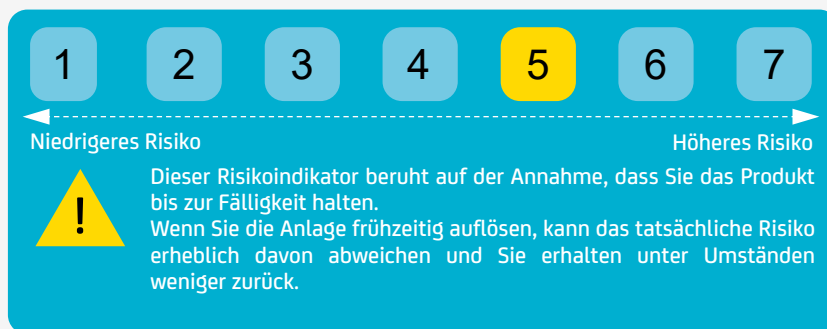 1 2 3 4 5 6 7
Niedrigeres Risiko Höheres Risiko
Dieser Risikoindikator beruht auf der Annahme, dass Sie das Produkt
bis zur Fälligkeit halten.
Wenn Sie die Anlage frühzeitig auflösen, kann das tatsächliche Risiko
erheblich davon abweichen und Sie erhalten unter Umständen
weniger zurück.
!